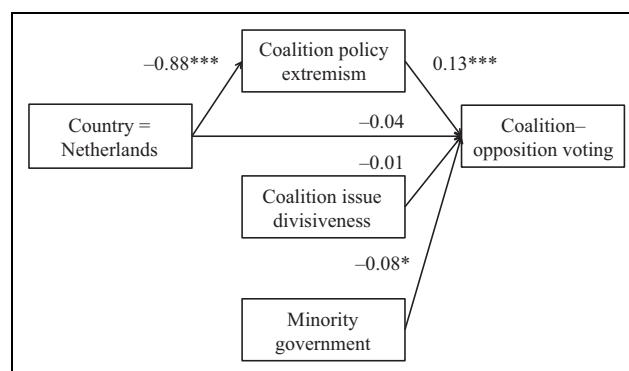 Coalition policy
extremism
–0.88***
0.13***
Country =
Netherlands
–0.04
Coalition–
opposition voting
–0.01
Coalition issue
divisiveness
–0.08*
Minority
government